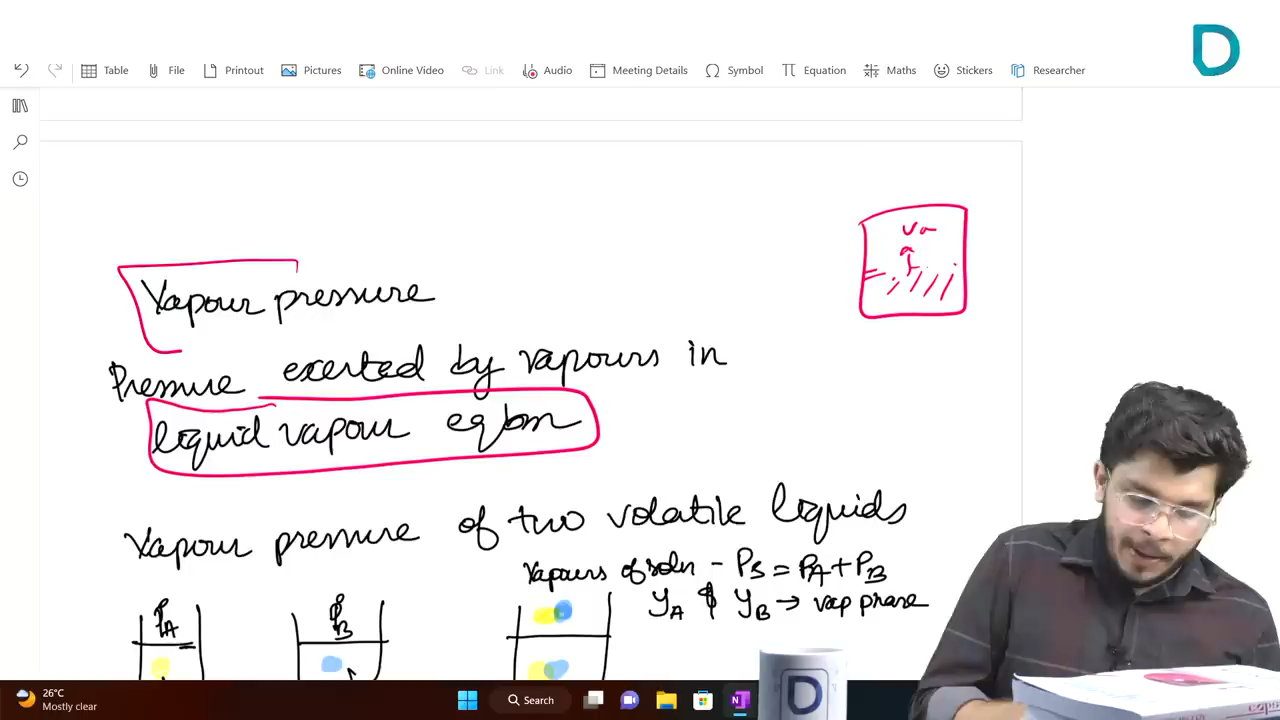 D
Table File Printout Pictures Online Video Link Audio Meeting Details Symbol Equation Maths Stickers Researcher
va
Vapour pressure
Pressure exerted by vapours in
liquid vapour eqbm
Vapour pressure of two volatile liquids
Vapours of soln - PS = PA + PB
YA & YB → vap phase
PA
PB
26°C
Mostly clear
Search
D